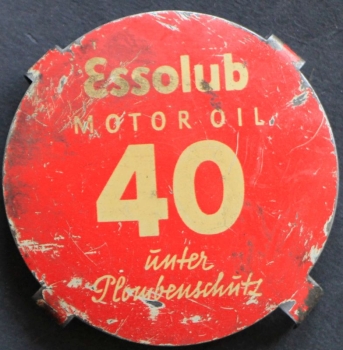 Essolub
MOTOR OIL
40
unter
Plombenschutz